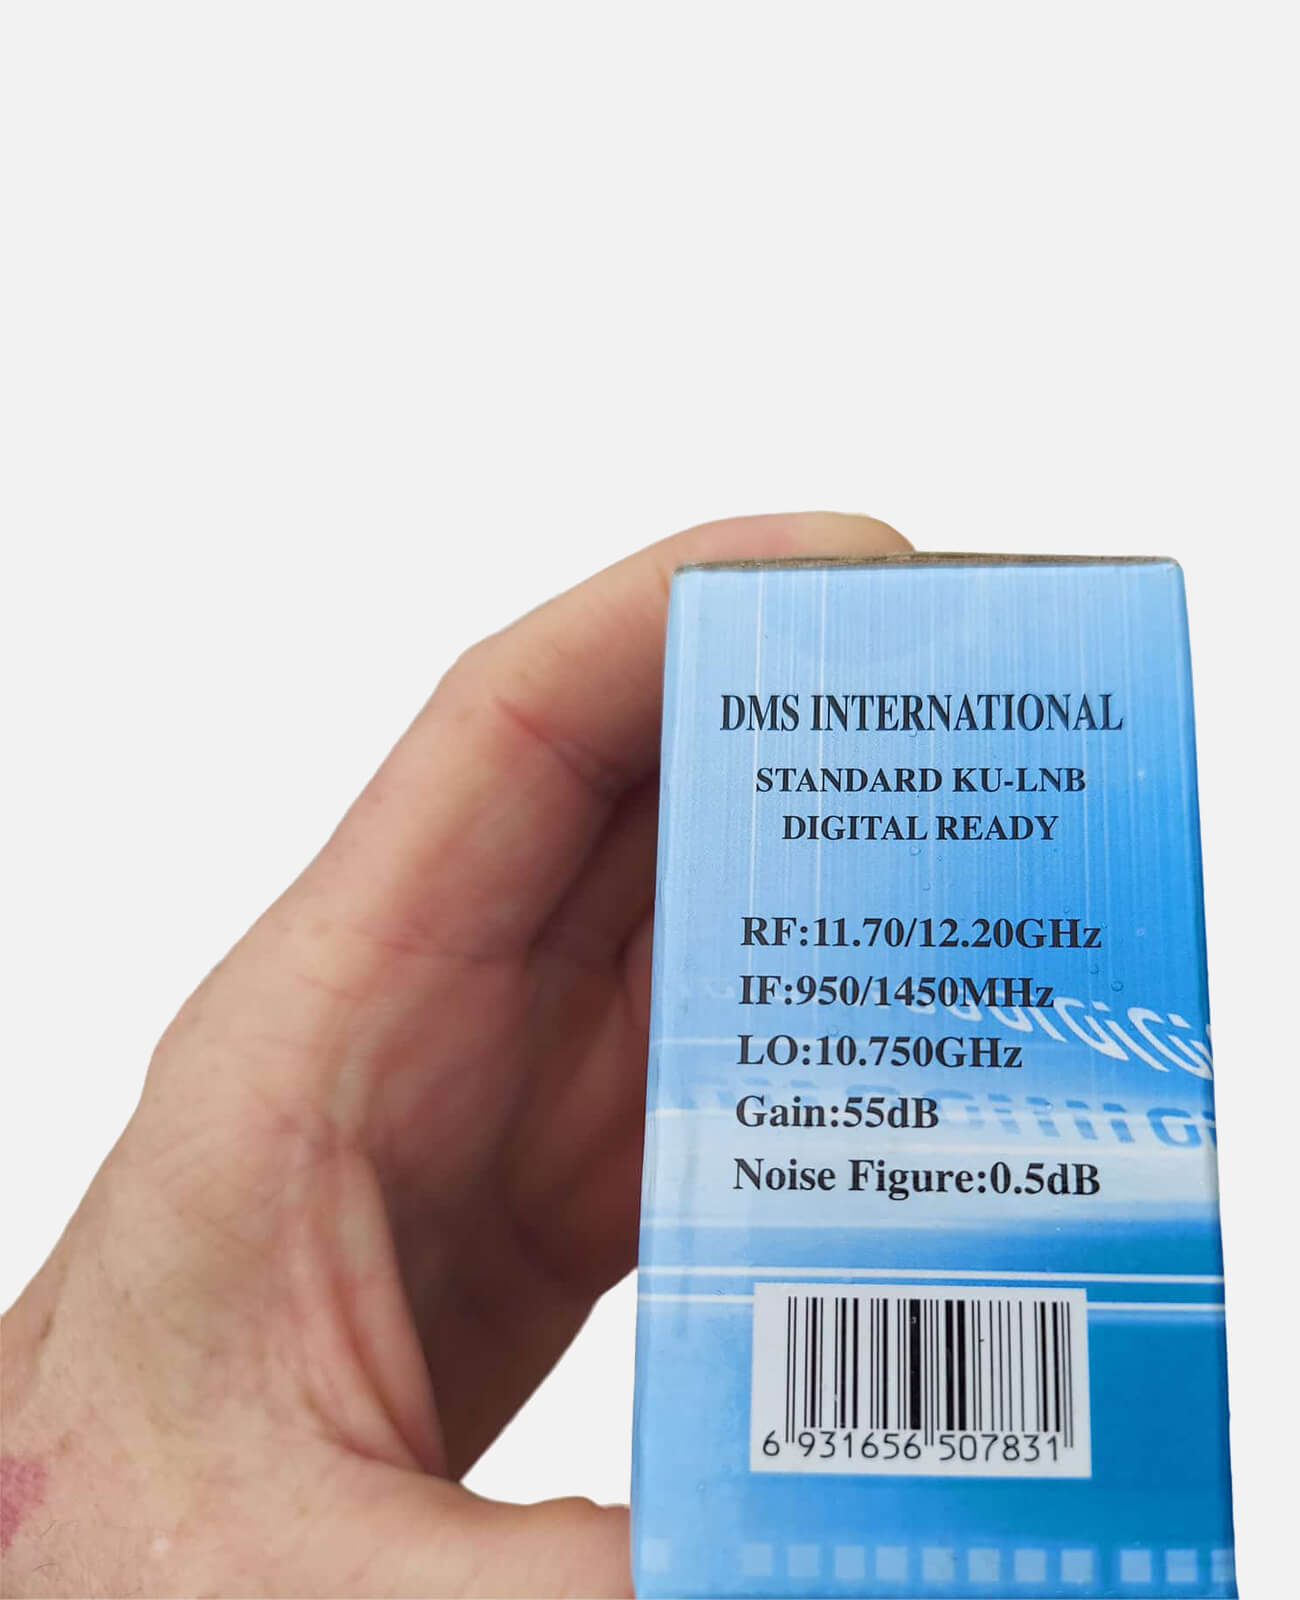 DMS INTERNATIONAL
STANDARD KU-LNB
DIGITAL READY
RF:11.70/12.20GHz
IF:950/1450MHz
LO:10.750GHz
Gain:55dB
Noise Figure:0.5dB
6 931656 507831